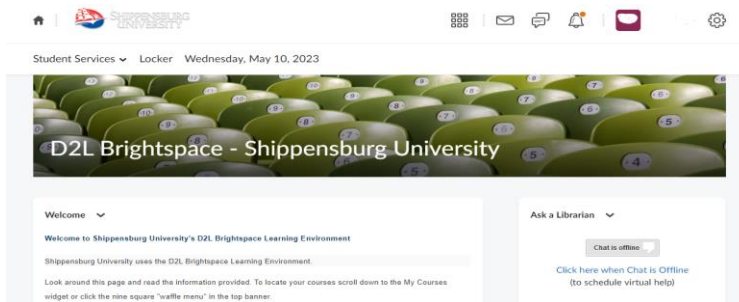 SHIPPENSBURG
UNIVERSITY
Student Services Locker Wednesday, May 10, 2023
D2L Brightspace - Shippensburg University
Welcome
Ask a Librarian
Welcome to Shippensburg University's D2L Brightspace Learning Environment
Chat is offline
Shippensburg University uses the D2L Brightspace Learning Environment.
Click here when Chat is Offline
(to schedule virtual help)
Look around this page and read the information provided. To locate your courses scroll down to the My Courses
widget or click the nine square "waffle menu" in the top banner.